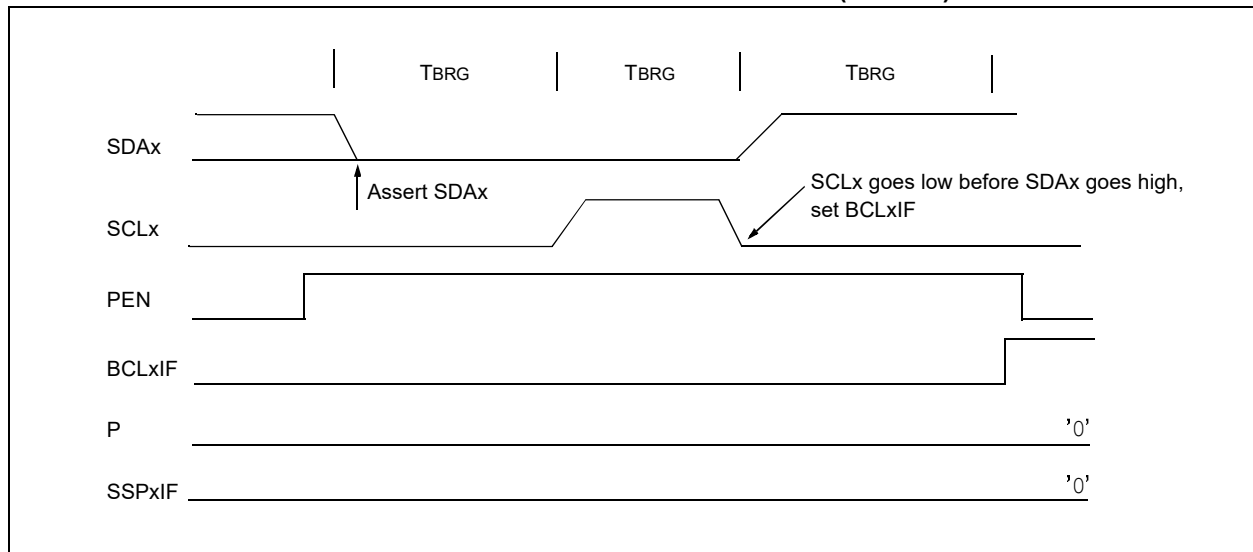 TBRG TBRG TBRG
SDAx
Assert SDAx
SCLx goes low before SDAx goes high,
set BCLxIF
SCLx
PEN
BCLxIF
P
'0'
SSPxIF
'0'